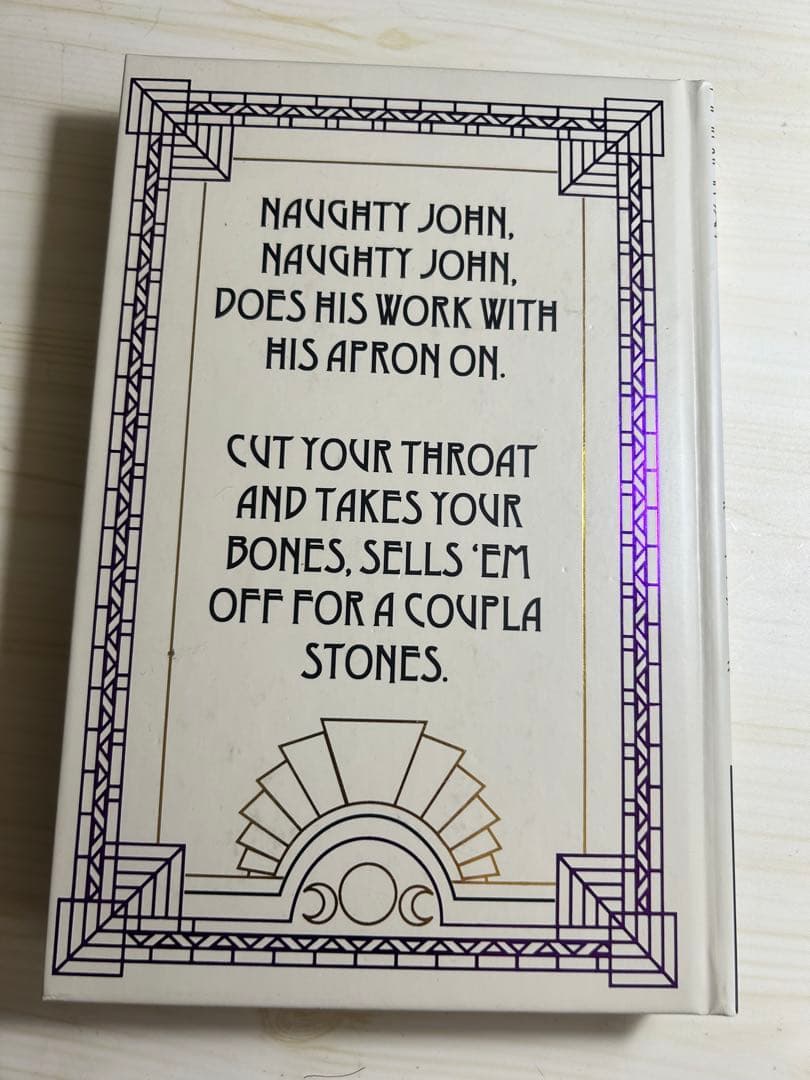 NAUGHTY JOHN,
NAUGHTY JOHN,
DOES HIS WORK WITH
HIS APRON ON.
CUT YOUR THROAT
AND TAKES YOUR
BONES, SELLS ‘EM
OFF FOR A COUPLA
STONES.